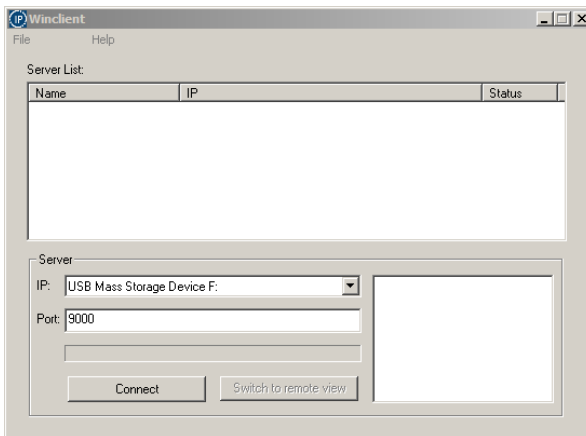 IP Winclient
File Help
Server List:
Name IP Status
Server
IP: USB Mass Storage Device F:
Port: 9000
Connect Switch to remote view